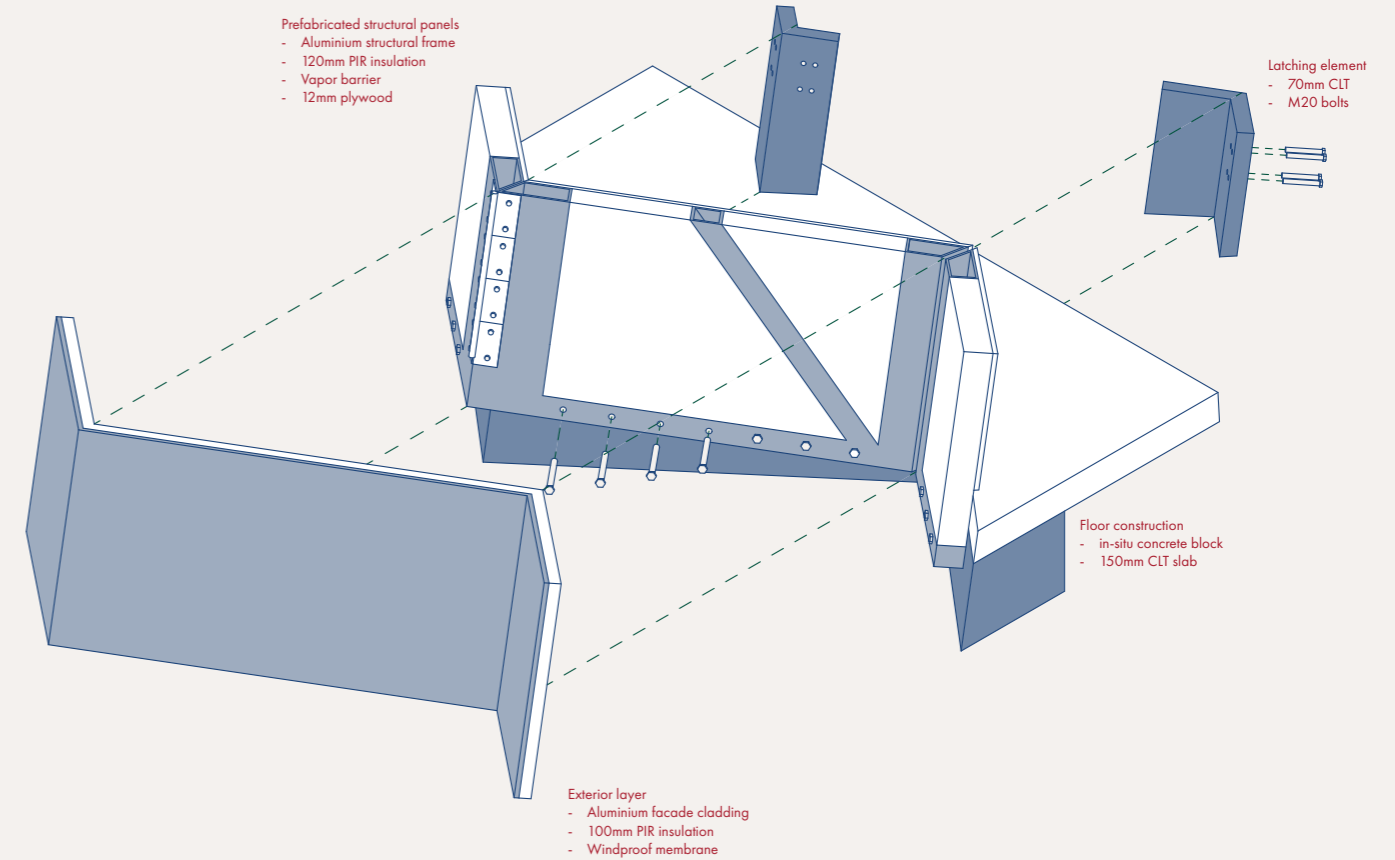 Prefabricated structural panels
- Aluminium structural frame
- 120mm PIR insulation
- Vapor barrier
- 12mm plywood
Latching element
- 70mm CLT
- M20 bolts
Floor construction
- in-situ concrete block
- 150mm CLT slab
Exterior layer
- Aluminium facade cladding
- 100mm PIR insulation
- Windproof membrane